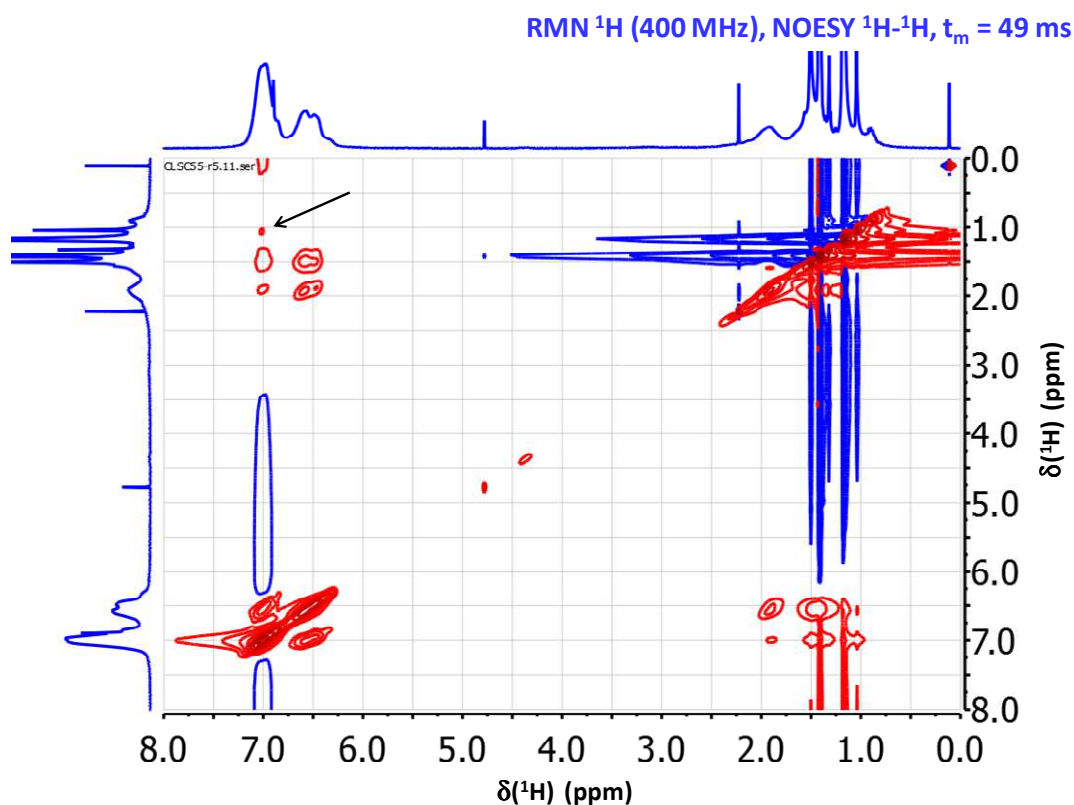 RMN ¹H (400 MHz), NOESY ¹H-¹H, tₘ = 49 ms
CLSC55-r5.11.ser
0.0
1.0
2.0
3.0
4.0
5.0
6.0
7.0
8.0
δ(¹H) (ppm)
8.0 7.0 6.0 5.0 4.0 3.0 2.0 1.0 0.0
δ(¹H) (ppm)